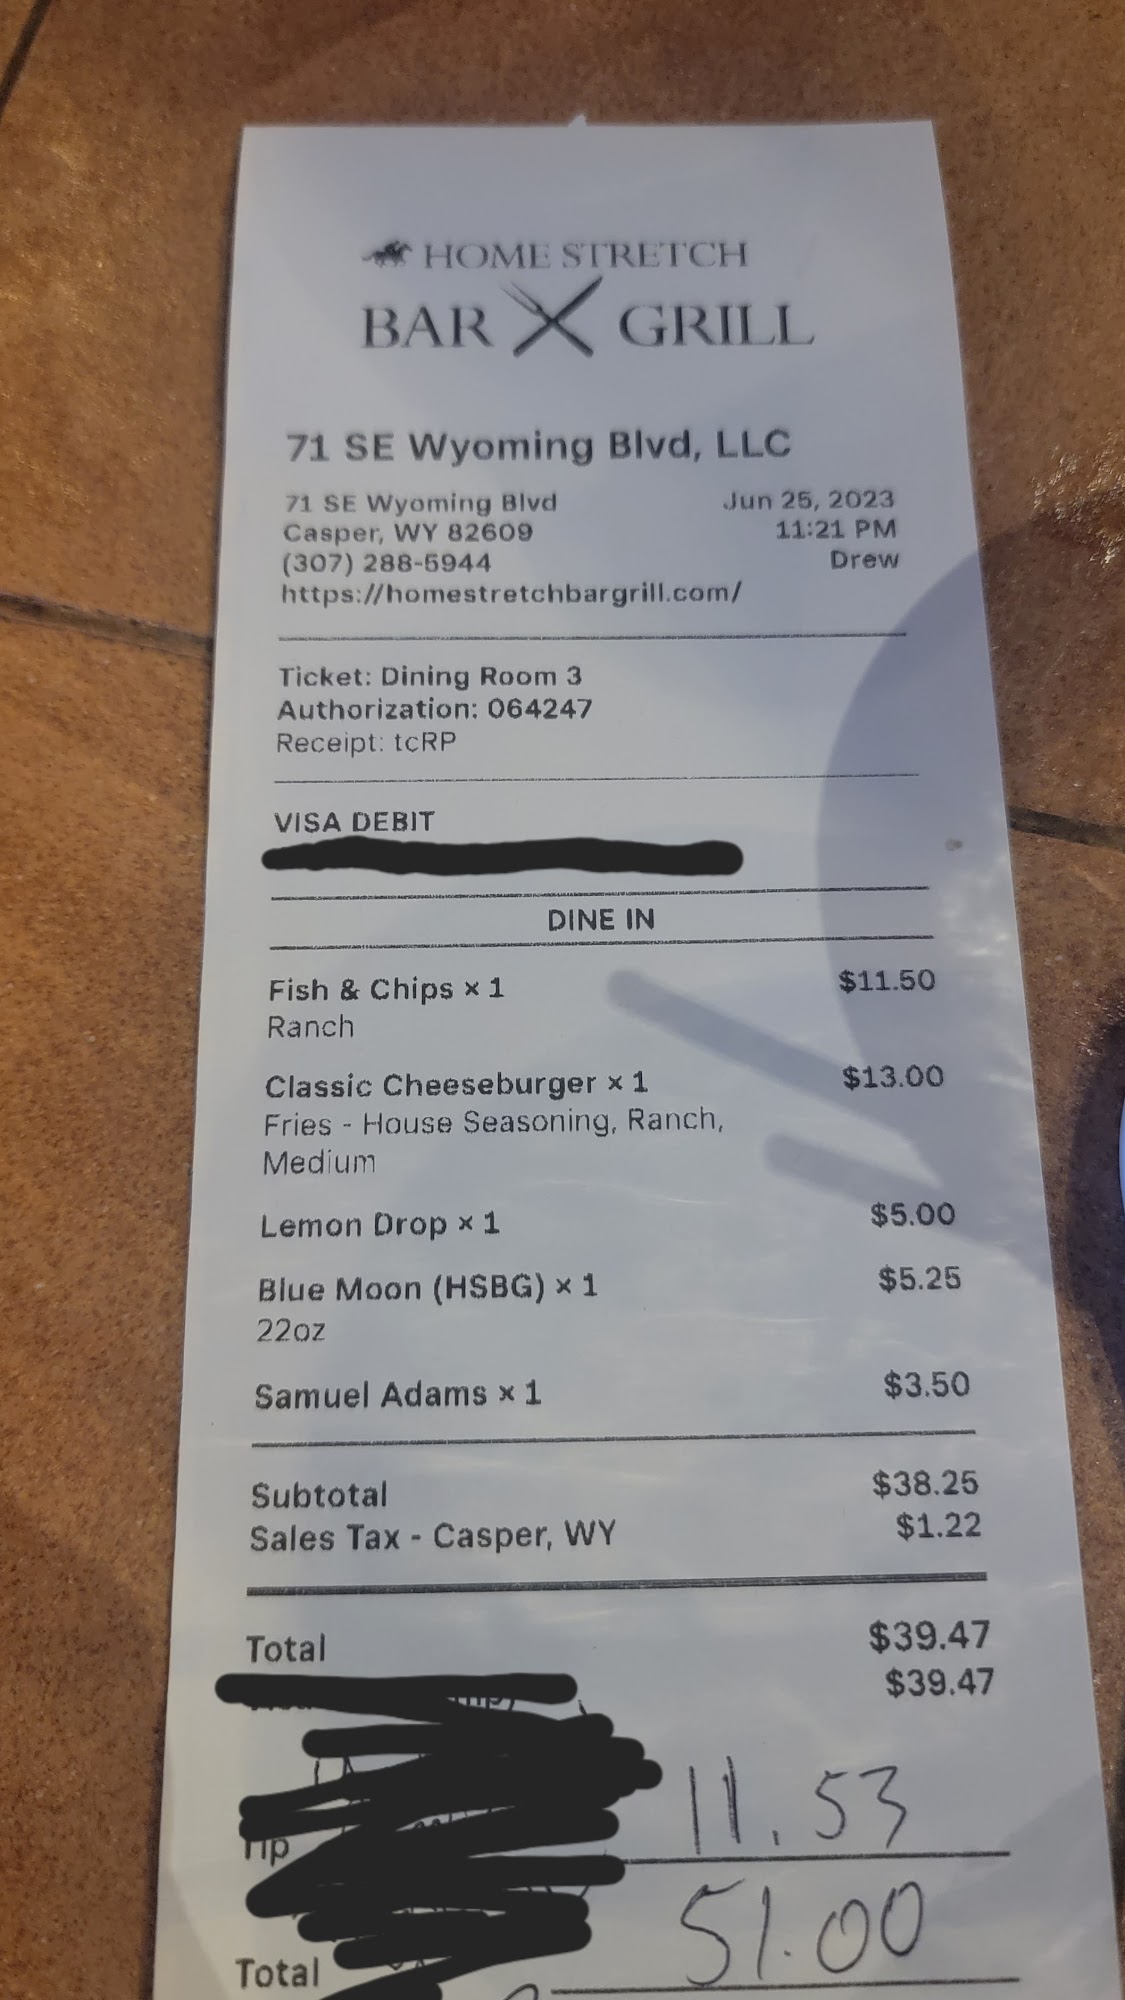 HOME STRETCH
BAR GRILL
71 SE Wyoming Blvd, LLC
71 SE Wyoming Blvd Jun 25, 2023
Casper, WY 82609 11:21 PM
(307) 288-5944 Drew
https://homestretchbargrill.com/
Ticket: Dining Room 3
Authorization: 064247
Receipt: tcRP
VISA DEBIT
DINE IN
Fish & Chips × 1 $11.50
Ranch
Classic Cheeseburger × 1 $13.00
Fries - House Seasoning, Ranch,
Medium
Lemon Drop × 1 $5.00
Blue Moon (HSBG) × 1 $5.25
22oz
Samuel Adams × 1 $3.50
Subtotal $38.25
Sales Tax - Casper, WY $1.22
Total $39.47
$39.47
Tip 11.53
Total 51.00